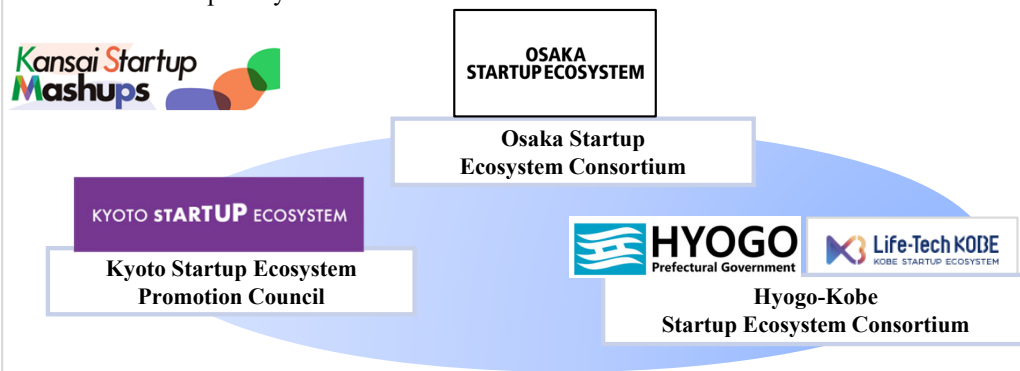 Kansai Startup
Mashups
OSAKA
STARTUP ECOSYSTEM
Osaka Startup
Ecosystem Consortium
KYOTO STARTUP ECOSYSTEM
Kyoto Startup Ecosystem
Promotion Council
HYOGO
Prefectural Government
Life-Tech KOBE
KOBE STARTUP ECOSYSTEM
Hyogo-Kobe
Startup Ecosystem Consortium